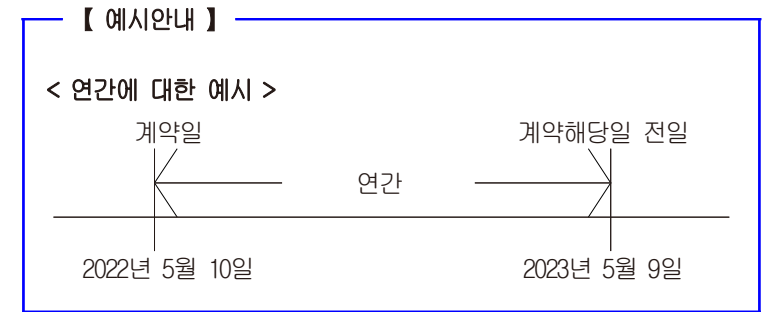 【 예시안내 】
< 연간에 대한 예시 >
계약일 계약해당일 전일
연간
2022년 5월 10일 2023년 5월 9일